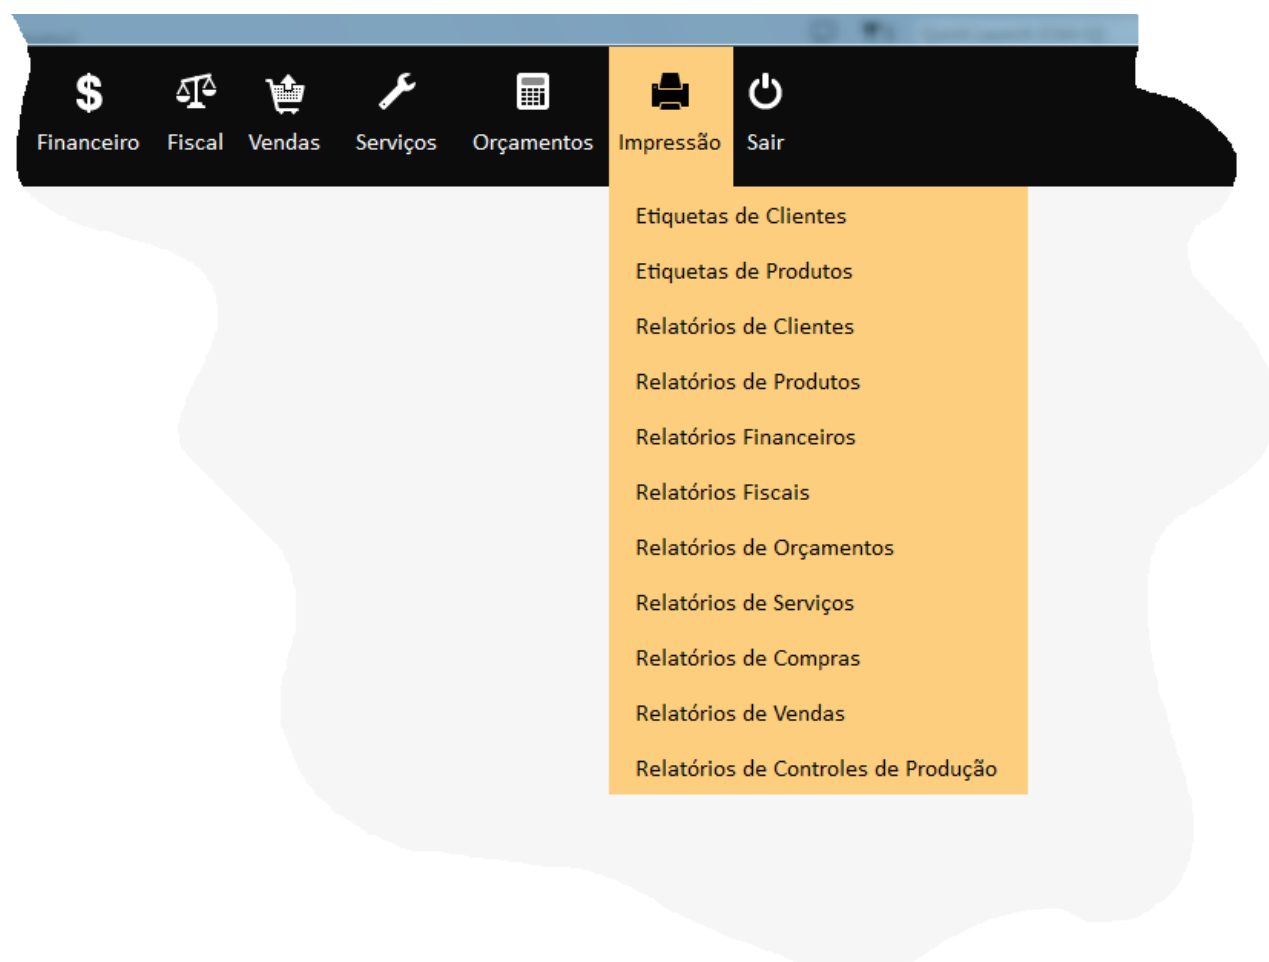 Financeiro Fiscal Vendas Serviços Orçamentos Impressão Sair
Etiquetas de Clientes
Etiquetas de Produtos
Relatórios de Clientes
Relatórios de Produtos
Relatórios Financeiros
Relatórios Fiscais
Relatórios de Orçamentos
Relatórios de Serviços
Relatórios de Compras
Relatórios de Vendas
Relatórios de Controles de Produção